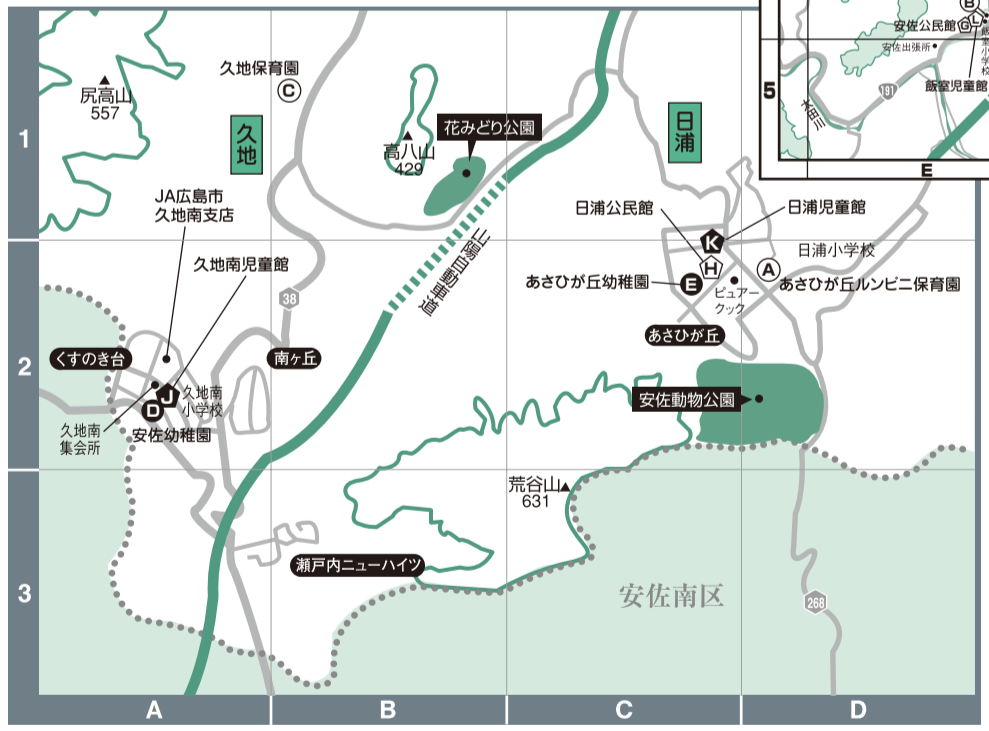 尻高山
557
久地保育園
C
久地
高八山
429
花みどり公園
日浦
安佐公民館
B
G
L
安佐出張所
飯室小学校
飯室児童館
191
太田川
5
E
1
JA広島市
久地南支店
久地南児童館
38
山陽自動車道
日浦公民館
日浦児童館
K
H
日浦小学校
あさひが丘幼稚園
E
A
ピュアー
クック
あさひが丘ルンビニ保育園
あさひが丘
2
くすのき台
南ヶ丘
J
D
久地南
小学校
久地南
集会所
安佐幼稚園
安佐動物公園
荒谷山
631
3
瀬戸内ニューハイツ
安佐南区
268
A
B
C
D